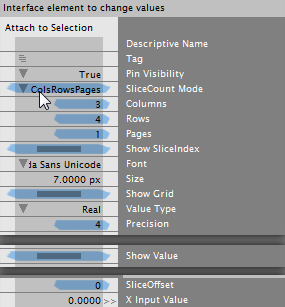 Interface element to change values
Attach to Selection
Descriptive Name
Tag
True Pin Visibility
ColsRowsPages SliceCount Mode
3 Columns
4 Rows
1 Pages
Show SliceIndex
da Sans Unicode Font
7.0000 px Size
Show Grid
Real Value Type
4 Precision
Show Value
0 SliceOffset
0.0000 >> X Input Value